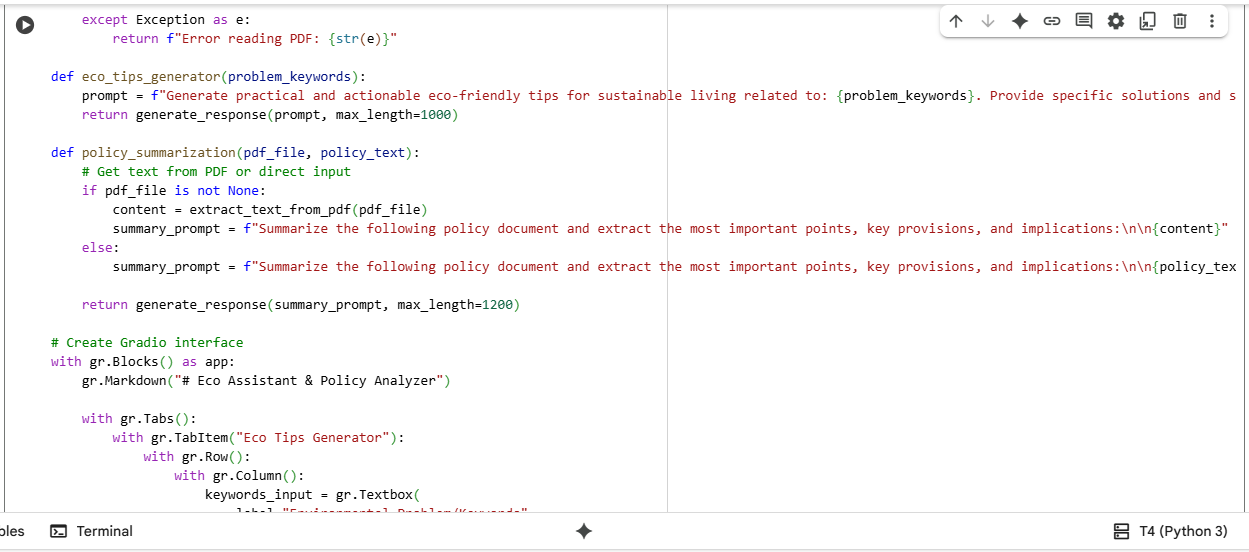 except Exception as e:
return f"Error reading PDF: {str(e)}"
def eco_tips_generator(problem_keywords):
prompt = f"Generate practical and actionable eco-friendly tips for sustainable living related to: {problem_keywords}. Provide specific solutions and s
return generate_response(prompt, max_length=1000)
def policy_summarization(pdf_file, policy_text):
# Get text from PDF or direct input
if pdf_file is not None:
content = extract_text_from_pdf(pdf_file)
summary_prompt = f"Summarize the following policy document and extract the most important points, key provisions, and implications:\n\n{content}"
else:
summary_prompt = f"Summarize the following policy document and extract the most important points, key provisions, and implications:\n\n{policy_tex
return generate_response(summary_prompt, max_length=1200)
# Create Gradio interface
with gr.Blocks() as app:
gr.Markdown("# Eco Assistant & Policy Analyzer")
with gr.Tabs():
with gr.TabItem("Eco Tips Generator"):
with gr.Row():
with gr.Column():
keywords_input = gr.Textbox(
label="Environmental Problem/Keywords"
bles
Terminal
T4 (Python 3)